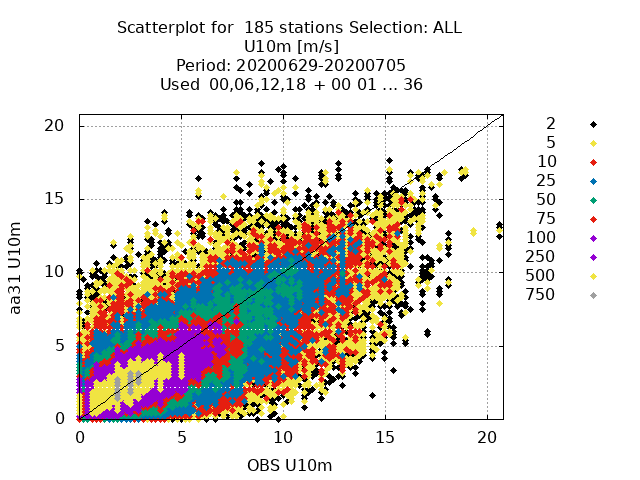 Scatterplot for  185 stations Selection: ALL
U10m [m/s]
Period: 20200629-20200705
Used  00,06,12,18 + 00 01 ... 36
20
15
10
5
0
0 5 10 15 20
aa31 U10m
OBS U10m
2
5
10
25
50
75
100
250
500
750